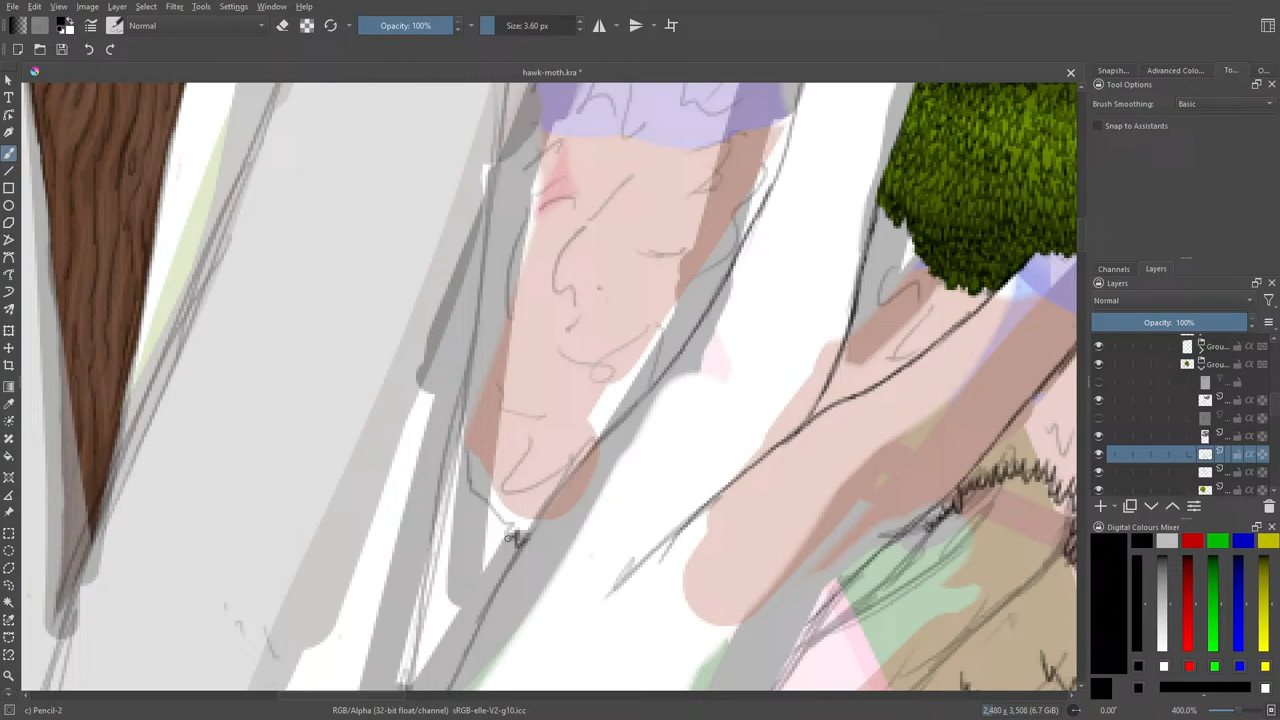 File Edit View Image Layer Select Filter Tools Settings Window Help
Normal
Opacity: 100%
Size: 3.60 px
hawk-moth.kra *
Snapsh... Advanced Colo... To... O...
Tool Options
Brush Smoothing: Basic
Snap to Assistants
Channels Layers
Layers
Normal
Opacity: 100%
Grou...
Grou...
Digital Colours Mixer
c) Pencil-2
RGB/Alpha (32-bit float/channel) sRGB-elle-V2-g10.icc
2,480 x 3,508 (6.7 GiB)
0.00°
400.0%